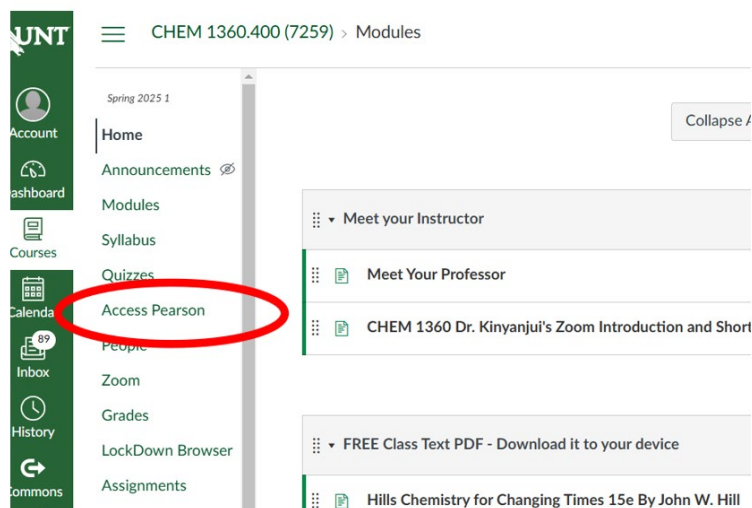 UNT
CHEM 1360.400 (7259) > Modules
Spring 2025 1
Account
Dashboard
Courses
Calendar
89
Inbox
History
Commons
Home
Announcements
Modules
Syllabus
Quizzes
Access Pearson
People
Zoom
Grades
LockDown Browser
Assignments
Collapse A
Meet your Instructor
Meet Your Professor
CHEM 1360 Dr. Kinyanjui's Zoom Introduction and Short
FREE Class Text PDF - Download it to your device
Hills Chemistry for Changing Times 15e By John W. Hill